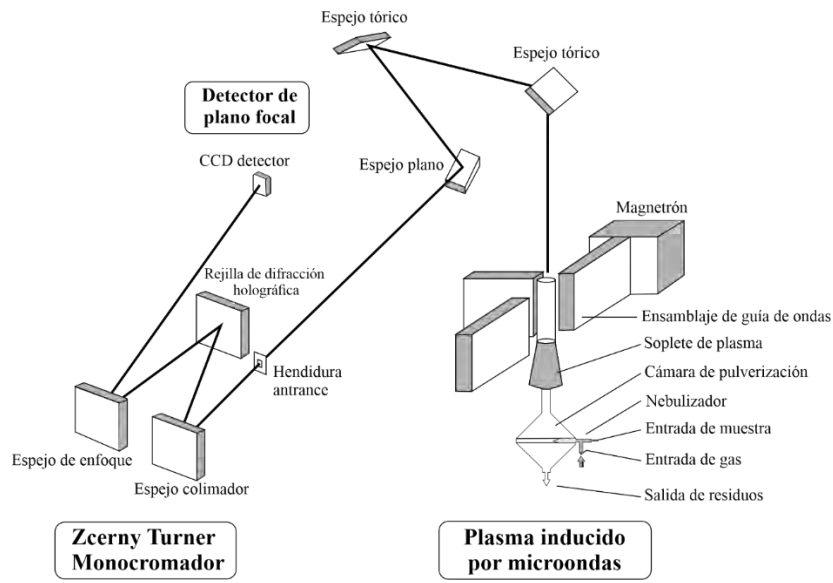 Espejo tórico
Espejo tórico
Detector de
plano focal
CCD detector
Espejo plano
Magnetrón
Rejilla de difracción
holográfica
Ensamblaje de guía de ondas
Soplete de plasma
Hendidura
antrance
Cámara de pulverización
Nebulizador
Entrada de muestra
Espejo de enfoque
Entrada de gas
Espejo colimador
Salida de residuos
Zcerny Turner
Monocromador
Plasma inducido
por microondas